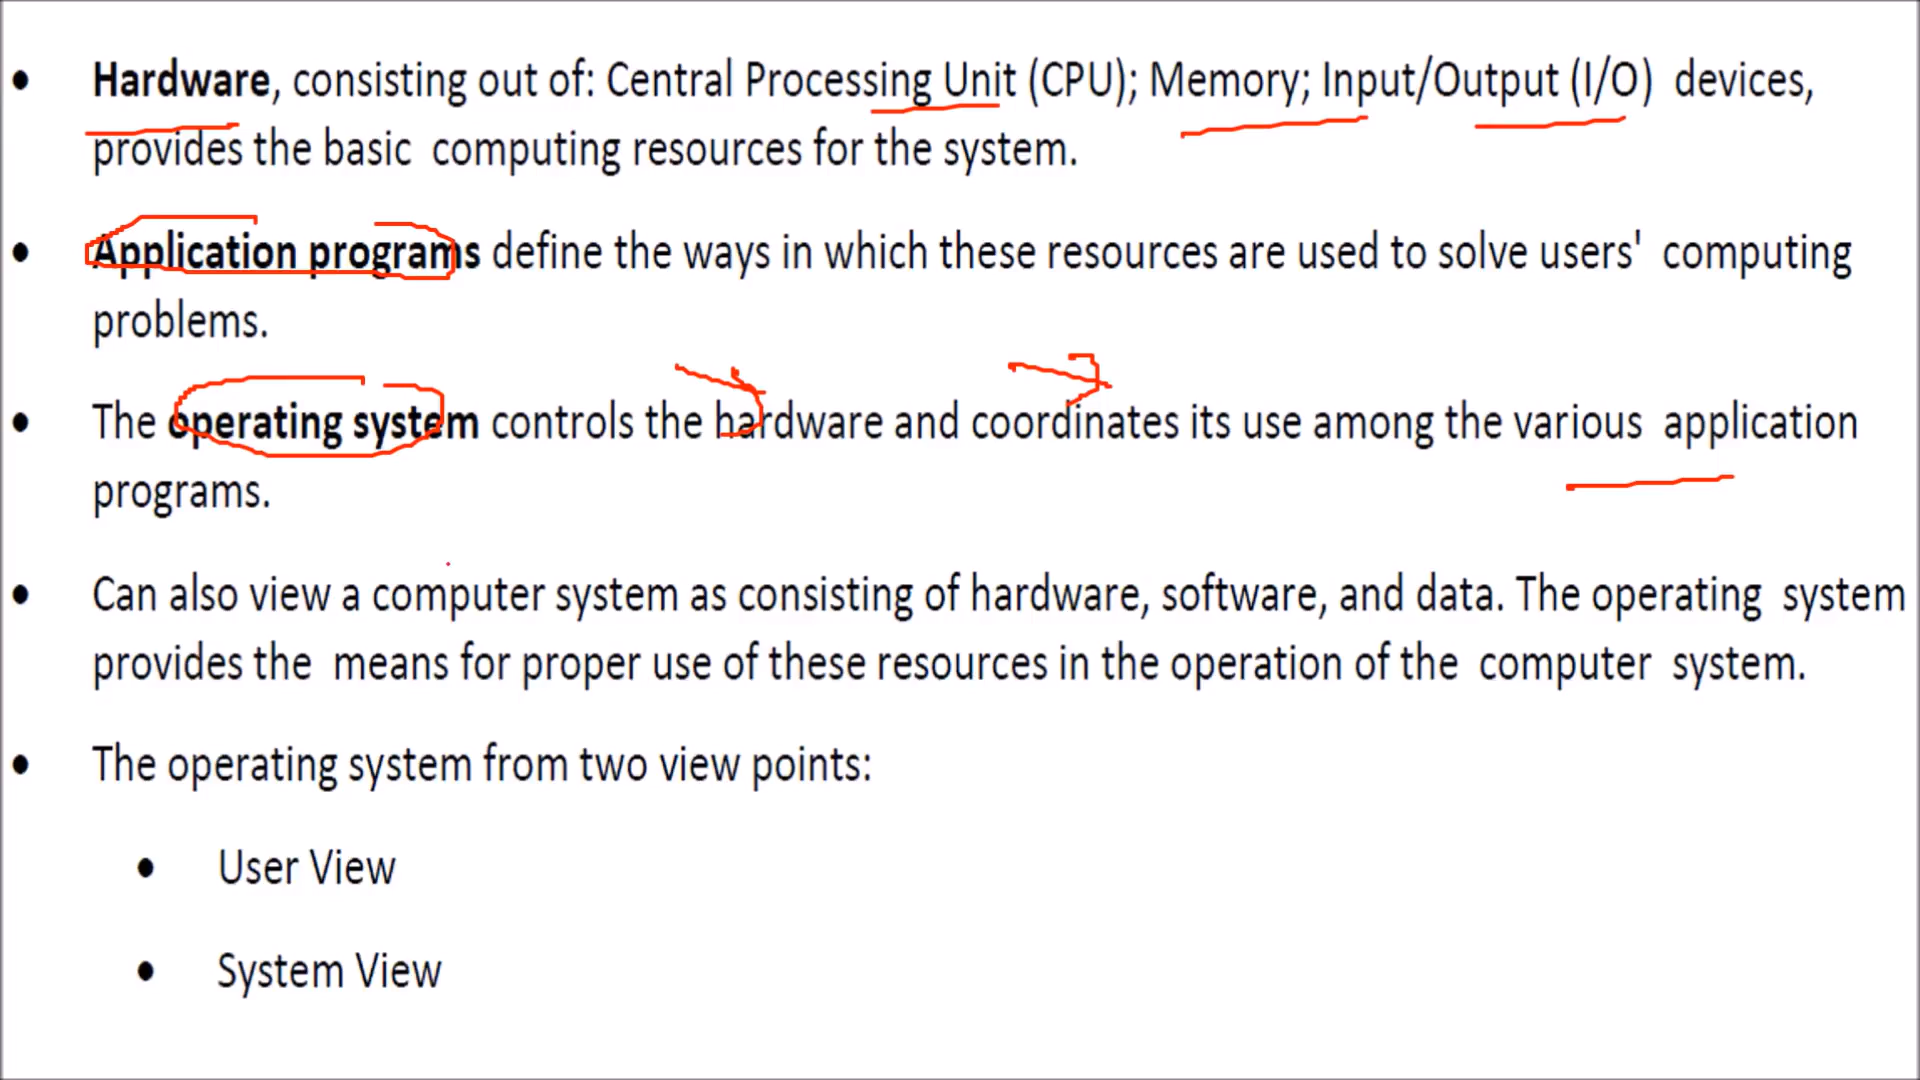 • Hardware, consisting out of: Central Processing Unit (CPU); Memory; Input/Output (I/O) devices,
provides the basic computing resources for the system.
• Application programs define the ways in which these resources are used to solve users' computing
problems.
• The operating system controls the hardware and coordinates its use among the various application
programs.
• Can also view a computer system as consisting of hardware, software, and data. The operating system
provides the means for proper use of these resources in the operation of the computer system.
• The operating system from two view points:
• User View
• System View